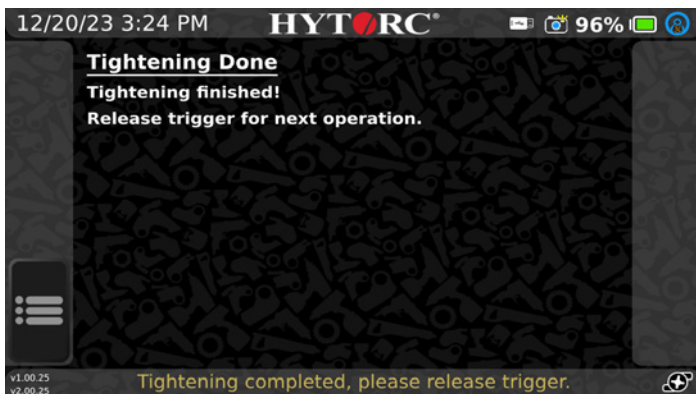 12/20/23 3:24 PM HYTORC® 96%
Tightening Done
Tightening finished!
Release trigger for next operation.
v1.00.25
v2.00.25
Tightening completed, please release trigger.